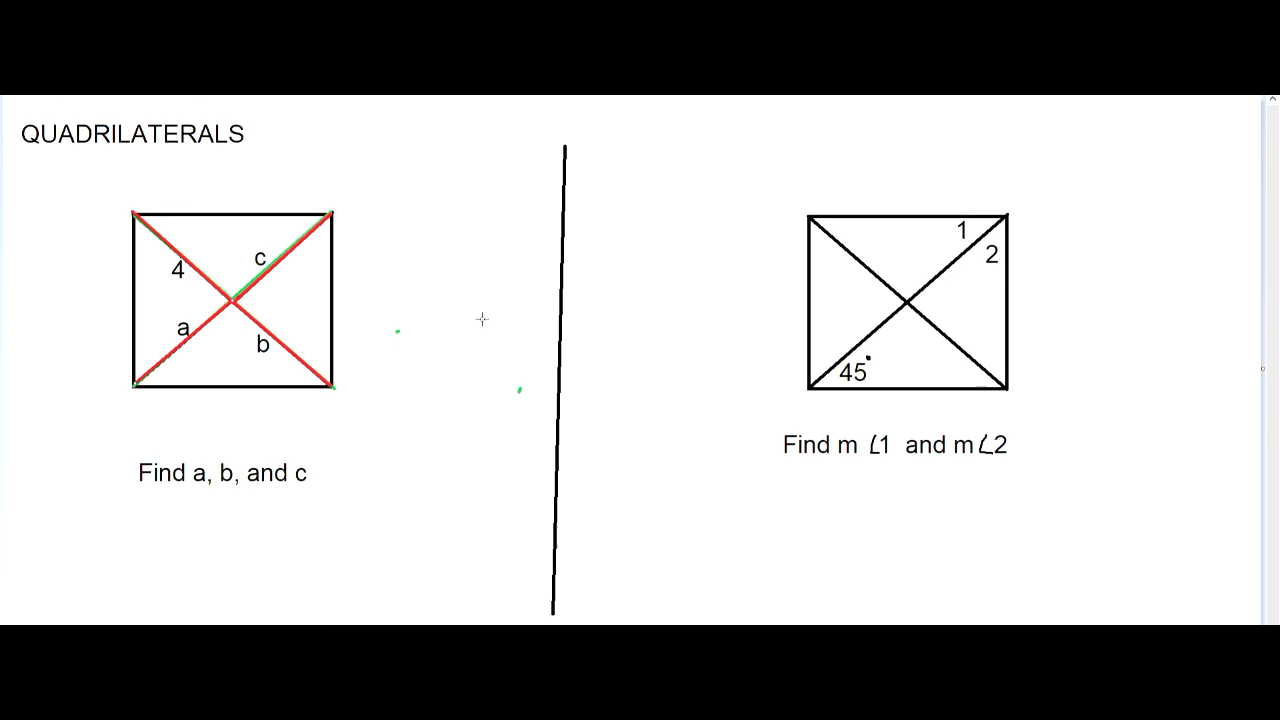 QUADRILATERALS
4
c
a
b
Find a, b, and c
1
2
45°
Find m ∠1 and m∠2